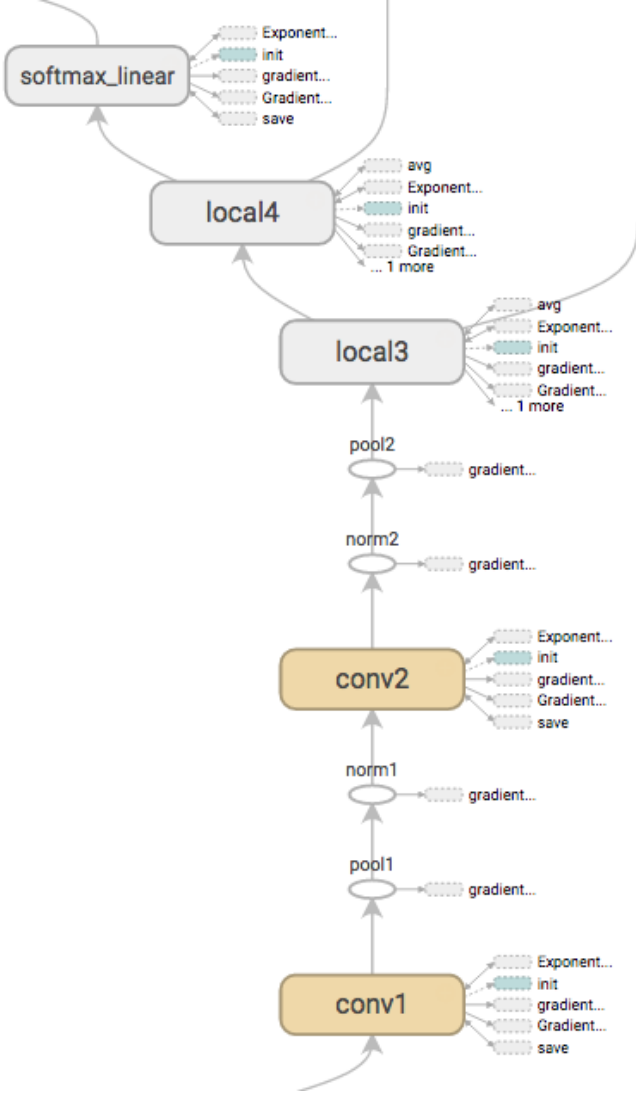 Exponent...
init
softmax_linear
gradient...
Gradient...
save
avg
Exponent...
local4
init
gradient...
Gradient...
... 1 more
avg
Exponent...
local3
init
gradient...
Gradient...
... 1 more
pool2
gradient...
norm2
gradient...
Exponent...
init
conv2
gradient...
Gradient...
save
norm1
gradient...
pool1
gradient...
Exponent...
init
conv1
gradient...
Gradient...
save